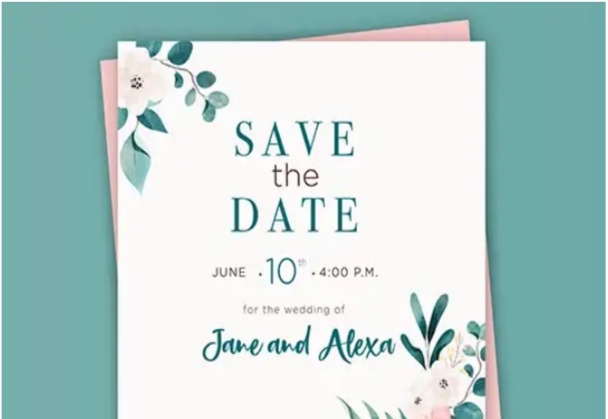 SAVE
the
DATE
JUNE • 10th • 4:00 P.M.
for the wedding of
Jane and Alexa